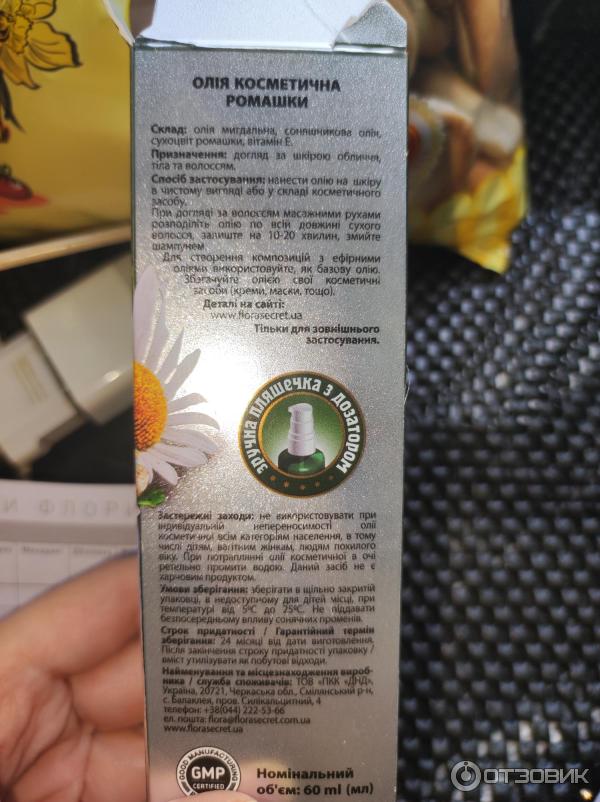 ОЛІЯ КОСМЕТИЧНА
РОМАШКИ
Склад: олія мигдальна, соняшникова олія,
сухоцвіт ромашки, вітамін Е.
Призначення: догляд за шкірою обличчя,
тіла та волоссям.
Спосіб застосування: нанести олію на шкіру
в чистому вигляді або у складі косметичного
засобу.
При догляді за волоссям масажними рухами
розподіліть олію по всій довжині сухого
волосся, залиште на 10-20 хвилин, змийте
шампунем.
Для створення композицій з ефірними
оліями використовуйте, як базову олію.
Збагачуйте олією свої косметичні
засоби (креми, маски, тощо).
Деталі на сайті:
www.florasecret.ua
Тільки для зовнішнього
застосування.
зручна пляшечка з дозатором
Застережні заходи: не використовувати при
індивідуальній непереносимості олії
косметичної всім категоріям населення, в тому
числі дітям, вагітним жінкам, людям похилого
віку. При потраплянні олії косметичної в очі
ретельно промити водою. Даний засіб не є
харчовим продуктом.
Умови зберігання: зберігати в щільно закритій
упаковці, в недоступному для дітей місці, при
температурі від 5ºС до 25ºС. Не піддавати
безпосередньому впливу сонячних променів.
Строк придатності / Гарантійний термін
зберігання: 24 місяці від дати виготовлення.
Після закінчення строку придатності упаковку /
вміст утилізувати як побутові відходи.
Найменування та місцезнаходження вироб-
ника / служба споживачів: ТОВ «ПКК «ДНД»,
Україна, 20721, Черкаська обл., Смілянський р-н,
с. Балаклея, пров. Силікальцитний, 4
телефон: +38(044) 222-53-66
ел. пошта: flora@florasecret.com.ua
www.florasecret.ua
GOOD MANUFACTURING
GMP
CERTIFIED
Номінальний
об'єм: 60 ml (мл)
И ФЛОРИ
ОТЗОВИК